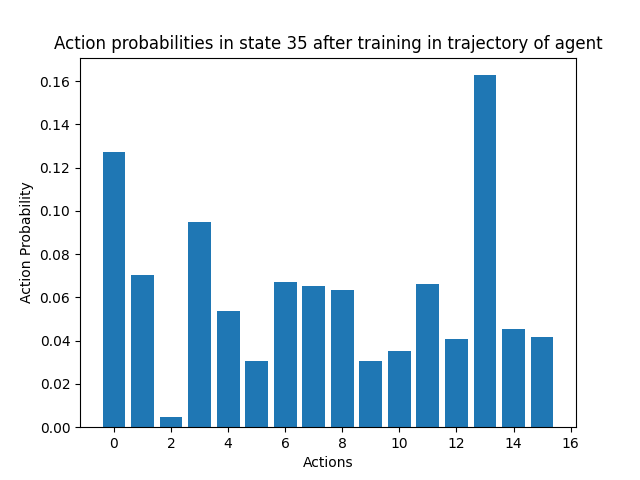 Action probabilities in state 35 after training in trajectory of agent
0.16
0.14
0.12
0.10
0.08
0.06
0.04
0.02
0.00
Action Probability
0 2 4 6 8 10 12 14 16
Actions